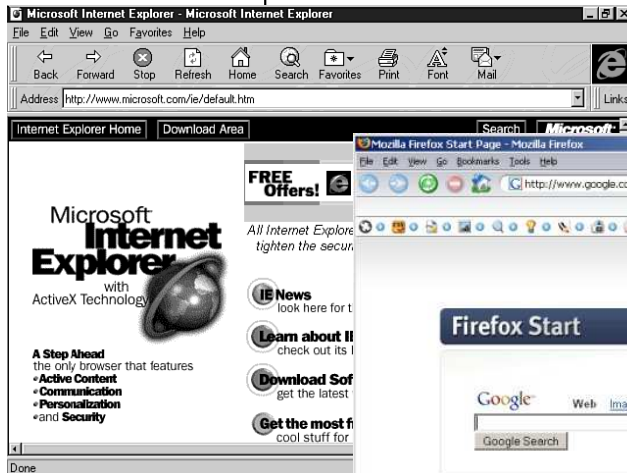 Microsoft Internet Explorer - Microsoft Internet Explorer
File Edit View Go Favorites Help
Back Forward Stop Refresh Home Search Favorites Print Font Mail
Address http://www.microsoft.com/ie/default.htm Links
Internet Explorer Home Download Area Search Microsoft
Microsoft
Internet
Explorer
with
ActiveX Technology
A Step Ahead
the only browser that features
Active Content
Communication
Personalization
and Security
FREE
Offers!
All Internet Explore
tighten the secur
IE News
look here for t
Learn about IE
check out its
Download Sof
get the latest
Get the most f
cool stuff for
Done
Mozilla Firefox Start Page - Mozilla Firefox
File Edit View Go Bookmarks Tools Help
http://www.google.co
Firefox Start
Google Web Ima
Google Search